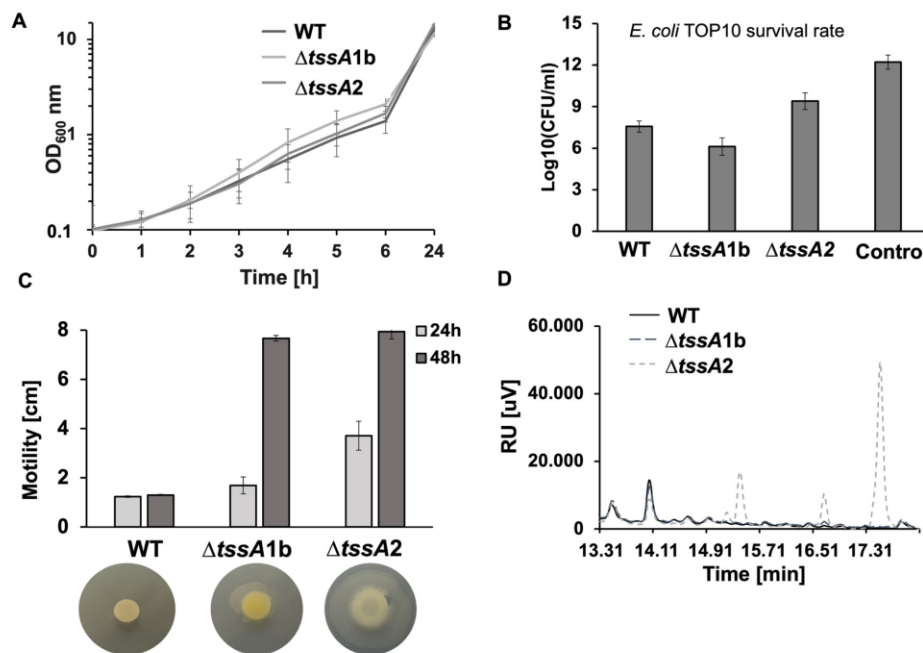 A
15
1
0.1
OD600 nm
WT
ΔtssA1b
ΔtssA2
0 1 2 3 4 5 6 24
Time [h]
B
E. coli TOP10 survival rate
15
12
9
6
3
0
Log10(CFU/ml)
WT ΔtssA1b ΔtssA2 Contro
C
8
6
4
2
0
Motility [cm]
24h
48h
WT ΔtssA1b ΔtssA2
D
WT
ΔtssA1b
ΔtssA2
60.000
40.000
20.000
0
RU [uV]
13.31 14.11 14.91 15.71 16.51 17.31
Time [min]